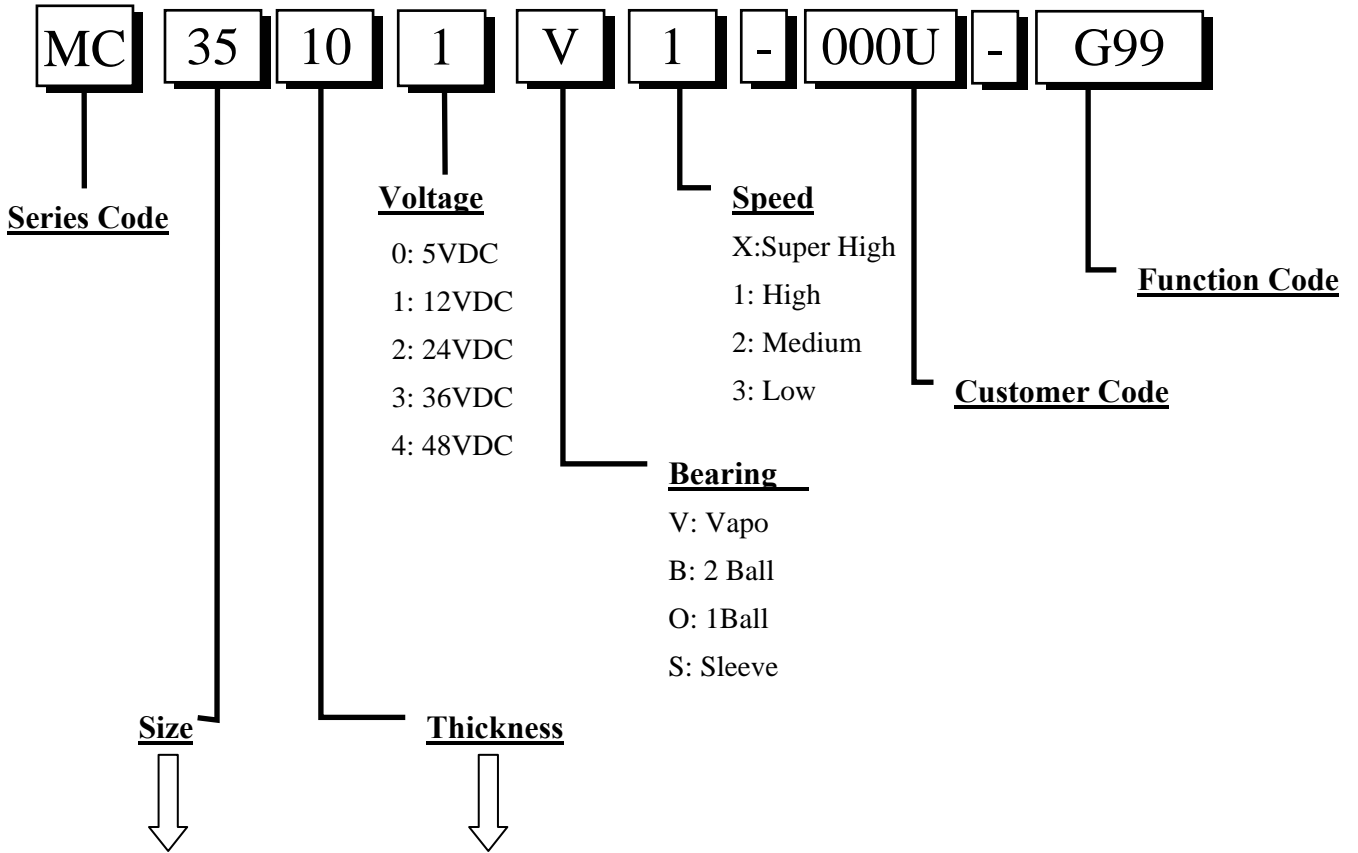 MC 35 10 1 V 1 - 000U - G99
Series Code
Voltage
0: 5VDC
1: 12VDC
2: 24VDC
3: 36VDC
4: 48VDC
Speed
X:Super High
1: High
2: Medium
3: Low
Function Code
Customer Code
Bearing
V: Vapo
B: 2 Ball
O: 1Ball
S: Sleeve
Size
Thickness